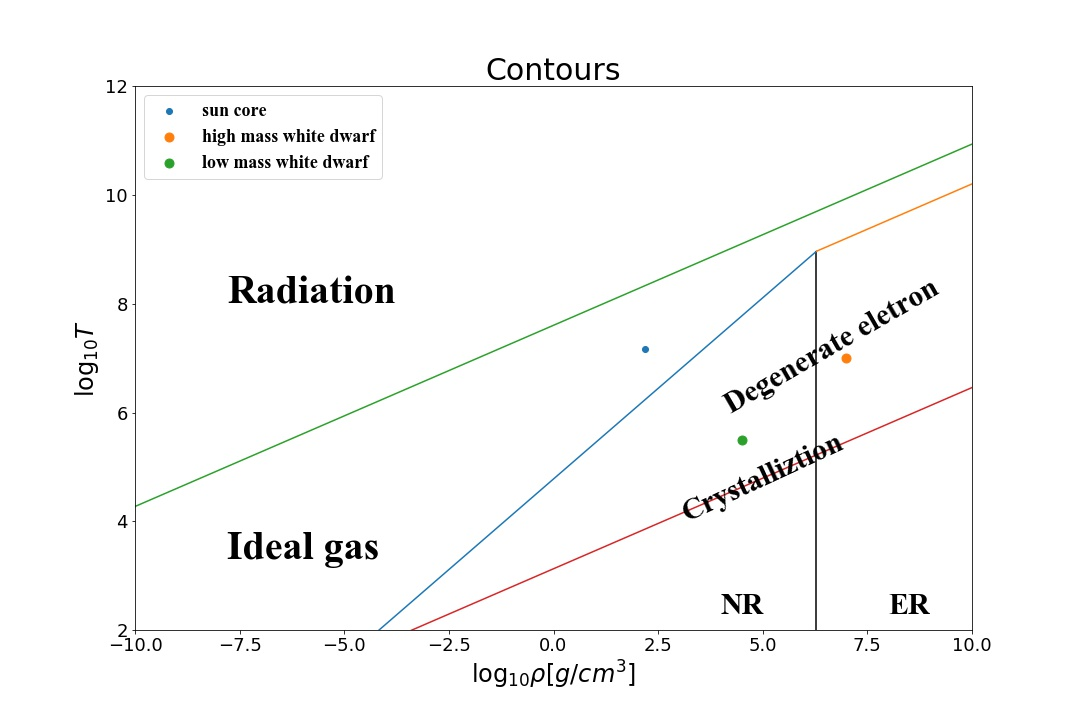 Contours
sun core
high mass white dwarf
low mass white dwarf
Radiation
Ideal gas
Degenerate eletron
Crystalliztion
NR
ER
12
10
8
6
4
2
log₁₀T
−10.0 −7.5 −5.0 −2.5 0.0 2.5 5.0 7.5 10.0
log₁₀ρ[g/cm³]